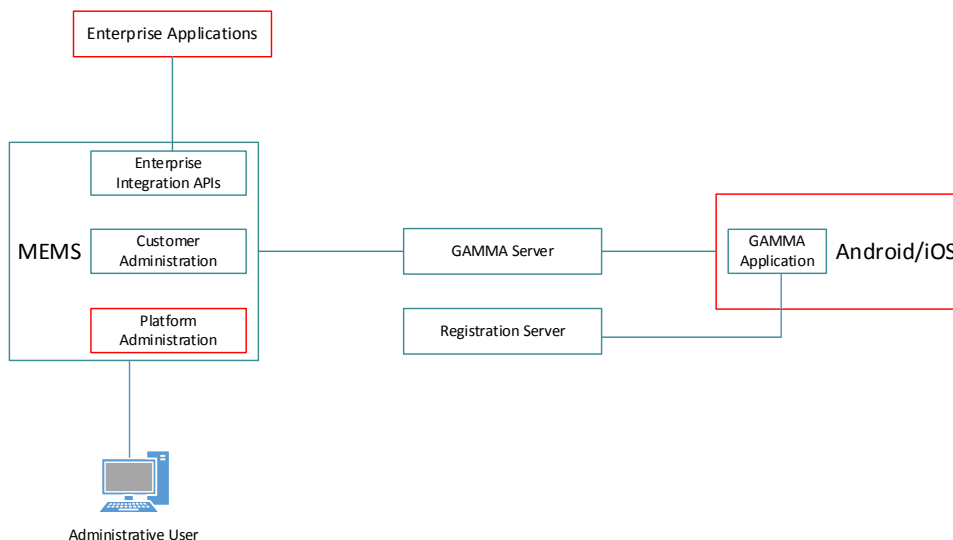 Enterprise Applications
Enterprise
Integration APIs
MEMS
Customer
Administration
GAMMA Server
GAMMA
Application
Android/iOS
Platform
Administration
Registration Server
Administrative User